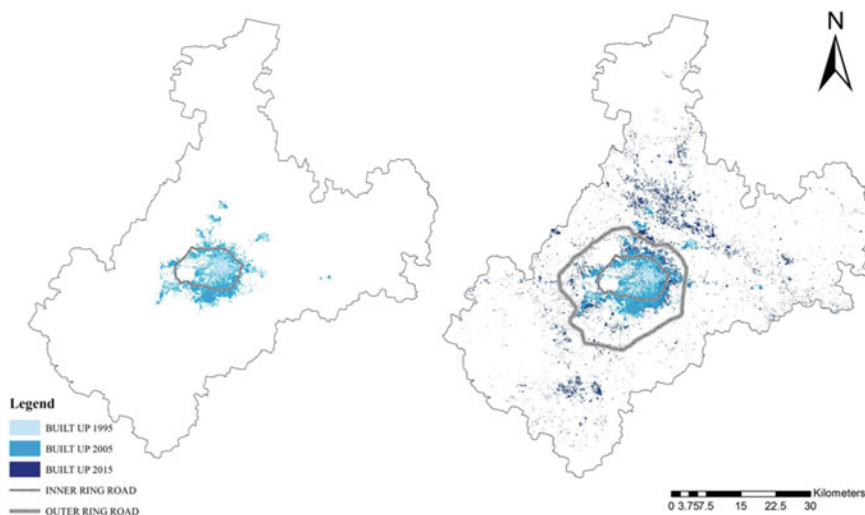 N
Legend
BUILT UP 1995
BUILT UP 2005
BUILT UP 2015
INNER RING ROAD
OUTER RING ROAD
Kilometers
0 3.757.5 15 22.5 30